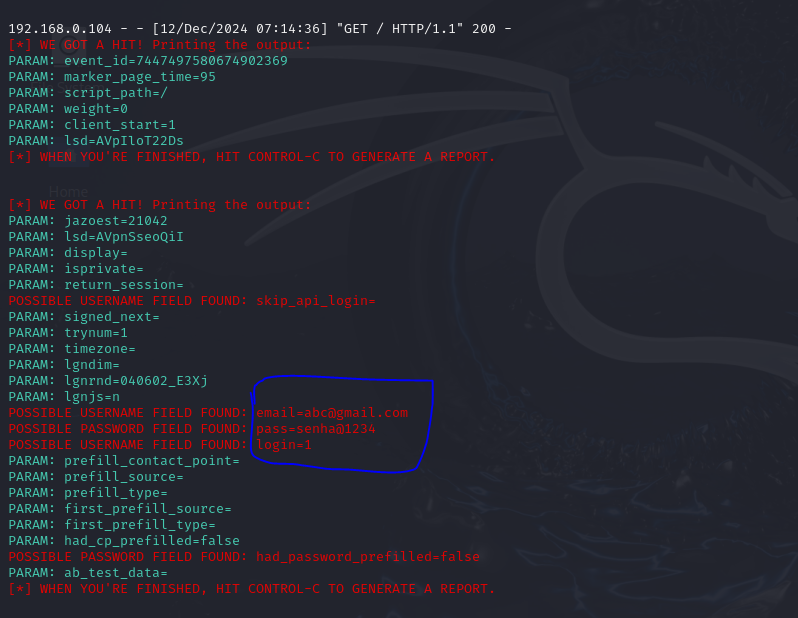 192.168.0.104 - - [12/Dec/2024 07:14:36] "GET / HTTP/1.1" 200 -
[*] WE GOT A HIT! Printing the output:
PARAM: event_id=7447497580674902369
PARAM: marker_page_time=95
PARAM: script_path=/
PARAM: weight=0
PARAM: client_start=1
PARAM: lsd=AVpIloT22Ds
[*] WHEN YOU'RE FINISHED, HIT CONTROL-C TO GENERATE A REPORT.
Home
[*] WE GOT A HIT! Printing the output:
PARAM: jazoest=21042
PARAM: lsd=AVpnSseoQiI
PARAM: display=
PARAM: isprivate=
PARAM: return_session=
POSSIBLE USERNAME FIELD FOUND: skip_api_login=
PARAM: signed_next=
PARAM: trynum=1
PARAM: timezone=
PARAM: lgndim=
PARAM: lgnrnd=040602_E3Xj
PARAM: lgnjs=n
POSSIBLE USERNAME FIELD FOUND: email=abc@gmail.com
POSSIBLE PASSWORD FIELD FOUND: pass=senha@1234
POSSIBLE USERNAME FIELD FOUND: login=1
PARAM: prefill_contact_point=
PARAM: prefill_source=
PARAM: prefill_type=
PARAM: first_prefill_source=
PARAM: first_prefill_type=
PARAM: had_cp_prefilled=false
POSSIBLE PASSWORD FIELD FOUND: had_password_prefilled=false
PARAM: ab_test_data=
[*] WHEN YOU'RE FINISHED, HIT CONTROL-C TO GENERATE A REPORT.